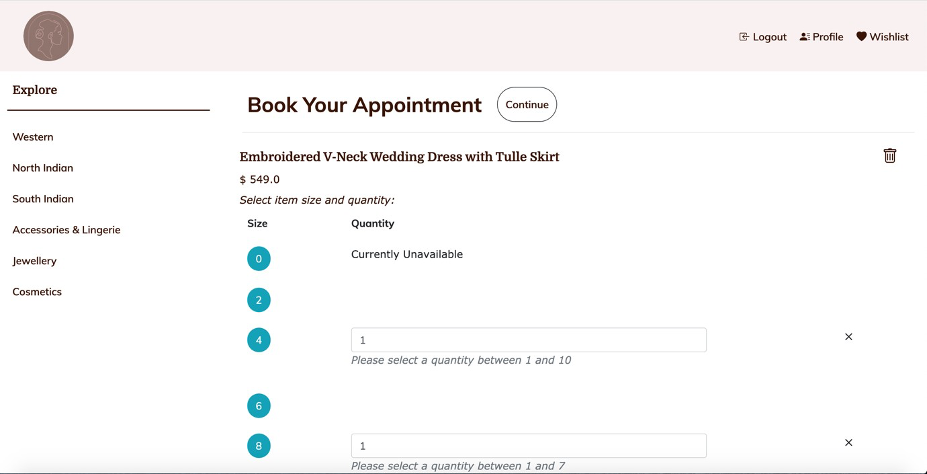 Logout Profile Wishlist
Explore
Book Your Appointment Continue
Western
North Indian
South Indian
Accessories & Lingerie
Jewellery
Cosmetics
Embroidered V-Neck Wedding Dress with Tulle Skirt
$ 549.0
Select item size and quantity:
Size Quantity
0 Currently Unavailable
2
4 1 ×
Please select a quantity between 1 and 10
6
8 1 ×
Please select a quantity between 1 and 7